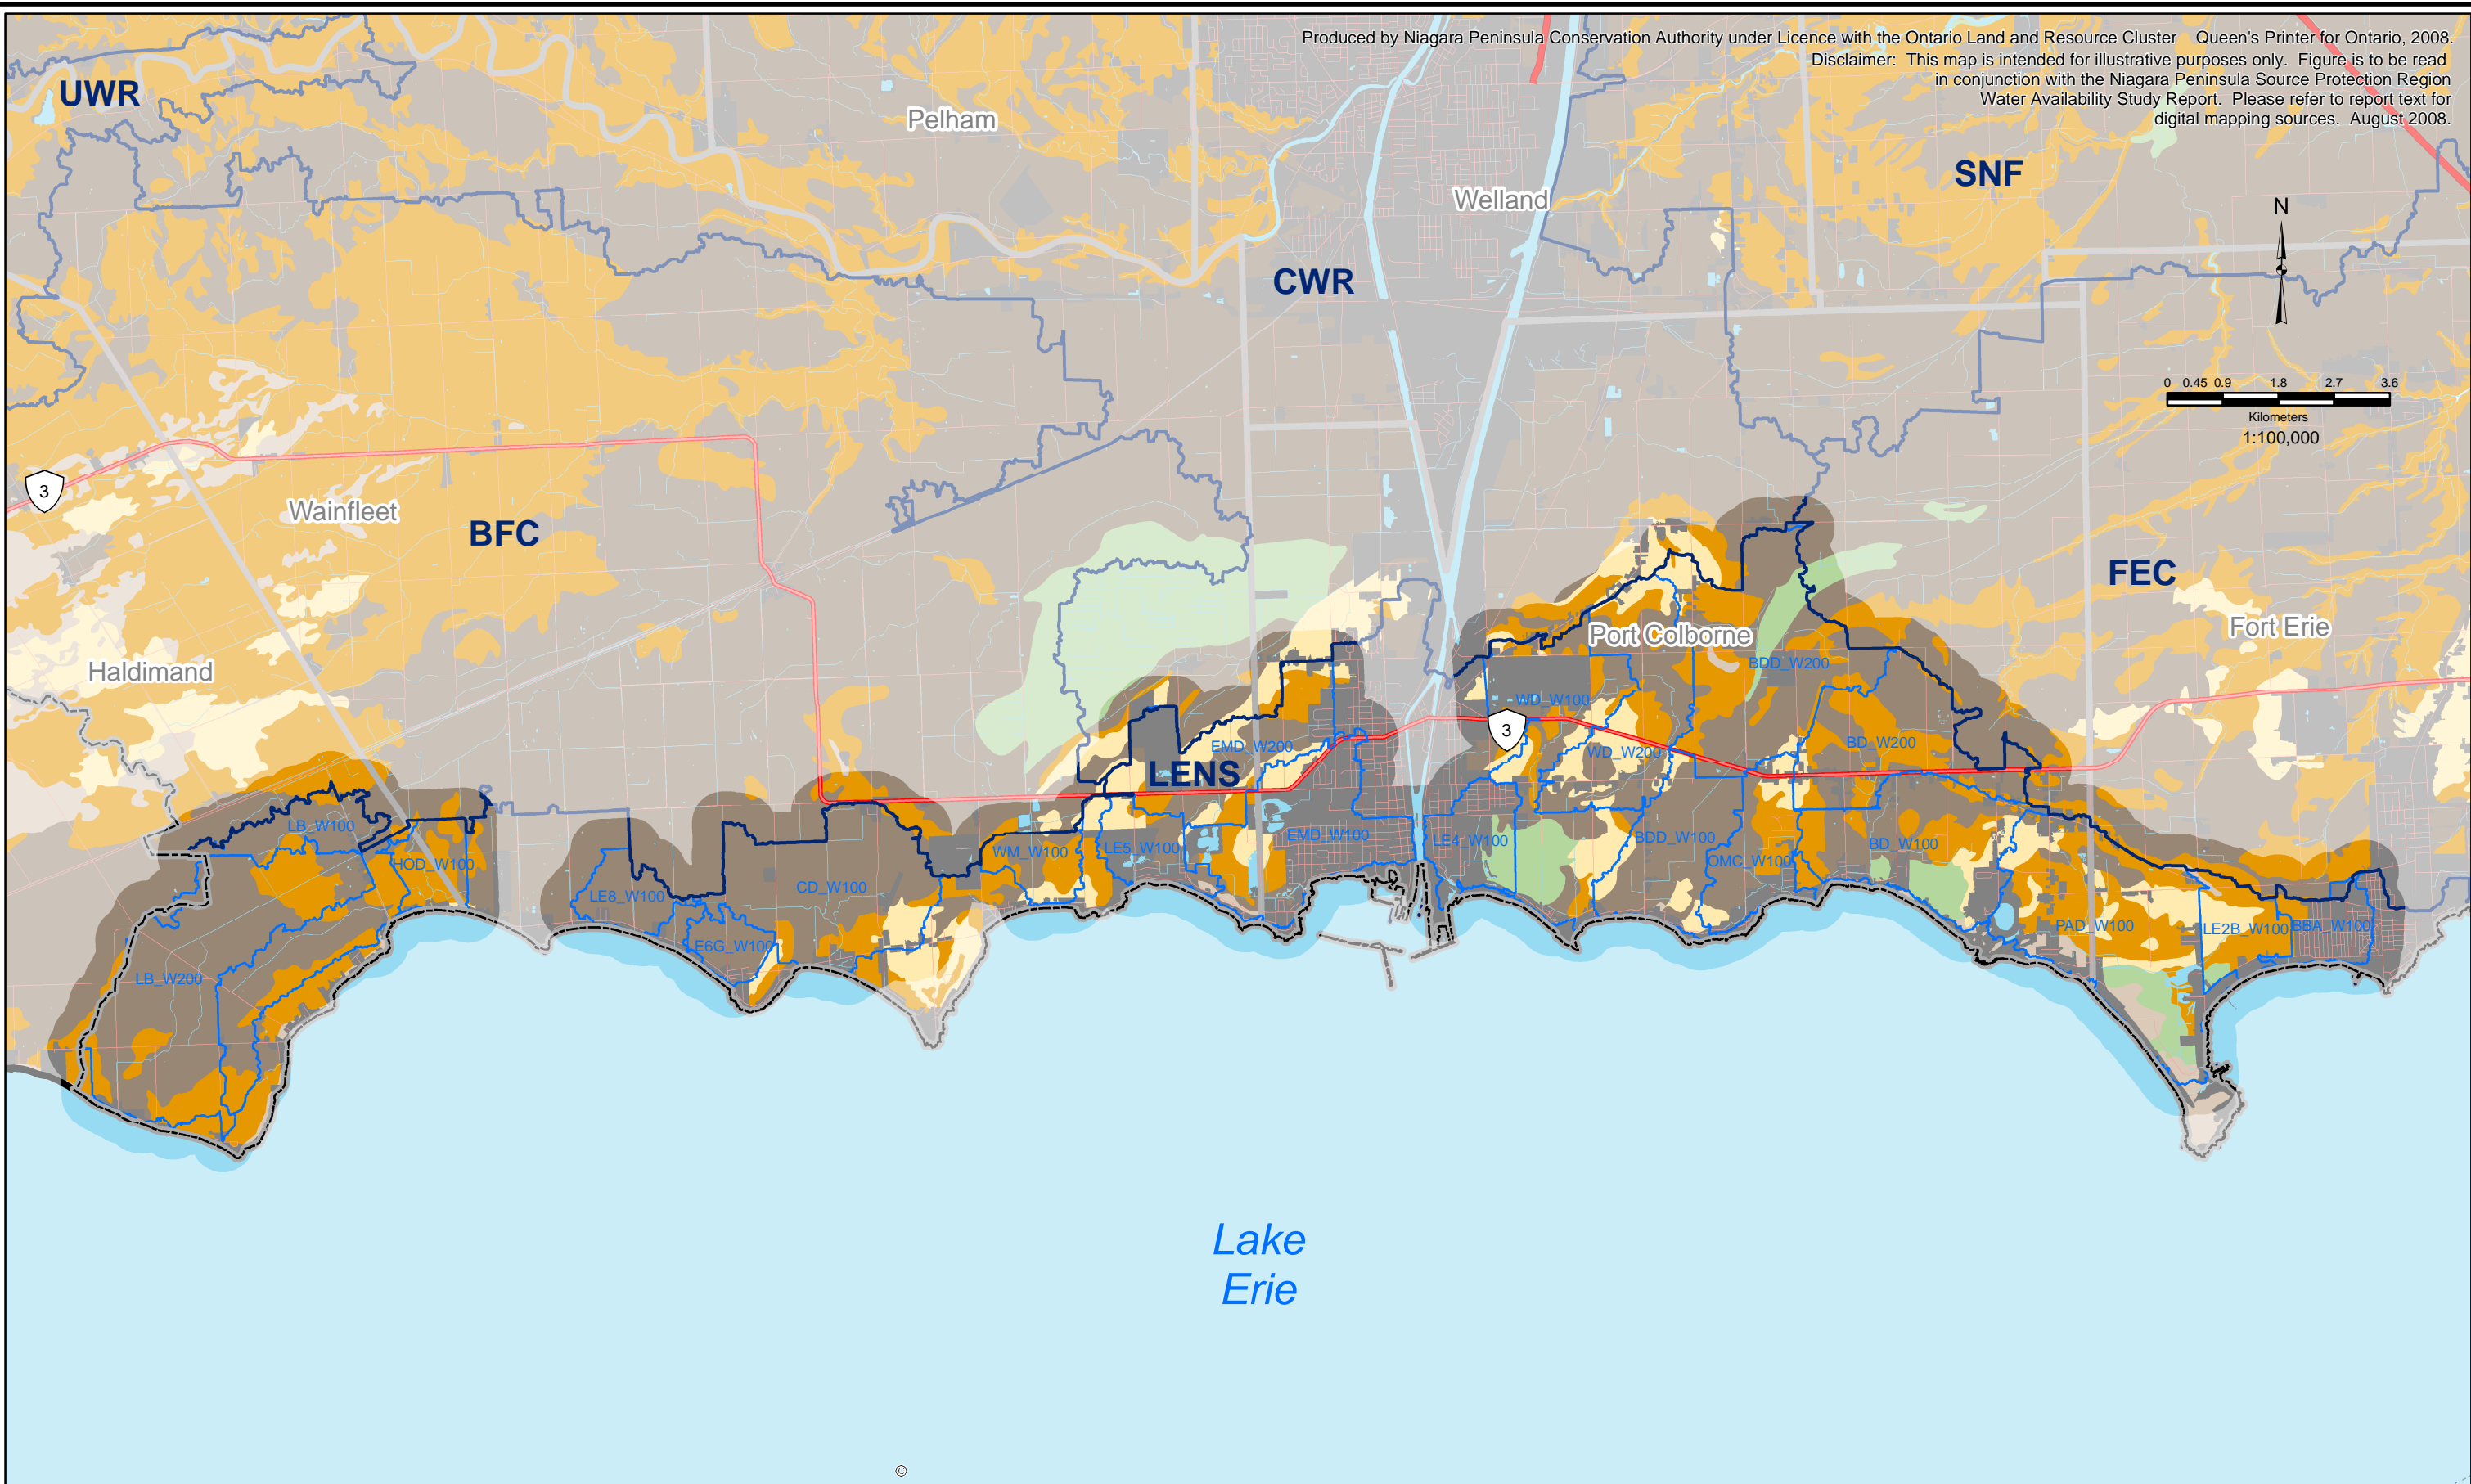 Produced by Niagara Peninsula Conservation Authority under Licence with the Ontario Land and Resource Cluster Queen's Printer for Ontario, 2008.
Disclaimer: This map is intended for illustrative purposes only. Figure is to be read
in conjunction with the Niagara Peninsula Source Protection Region
Water Availability Study Report. Please refer to report text for
digital mapping sources. August 2008.
UWR
Pelham
SNF
Welland
N
CWR
0 0.45 0.9 1.8 2.7 3.6
Kilometers
1:100,000
3
Wainfleet
BFC
FEC
Fort Erie
Port Colborne
Haldimand
BDD_W200
WD_W100
3
EMD_W200
BD_W200
WD_W200
LENS
LB_W100
HOD_W100
WM_W100
LE5_W100
EMD_W100
LE4_W100
BDD_W100
OMC_W100
BD_W100
LE8_W100
CD_W100
E6G_W100
PAD_W100
LE2B_W100
BBA_W100
LB_W200
Lake
Erie
©